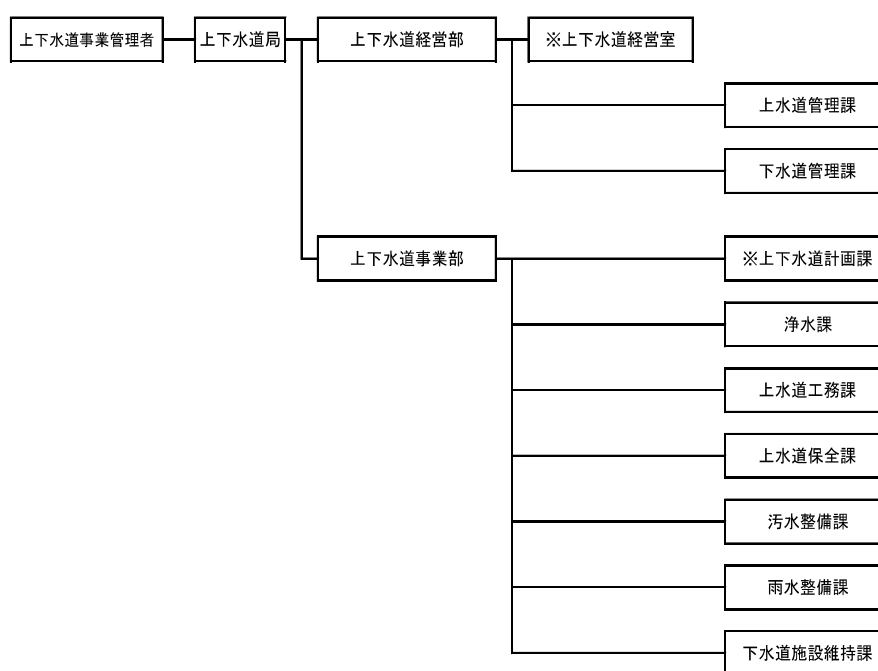 上下水道事業管理者
上下水道局
上下水道経営部
※上下水道経営室
上水道管理課
下水道管理課
上下水道事業部
※上下水道計画課
浄水課
上水道工務課
上水道保全課
汚水整備課
雨水整備課
下水道施設維持課